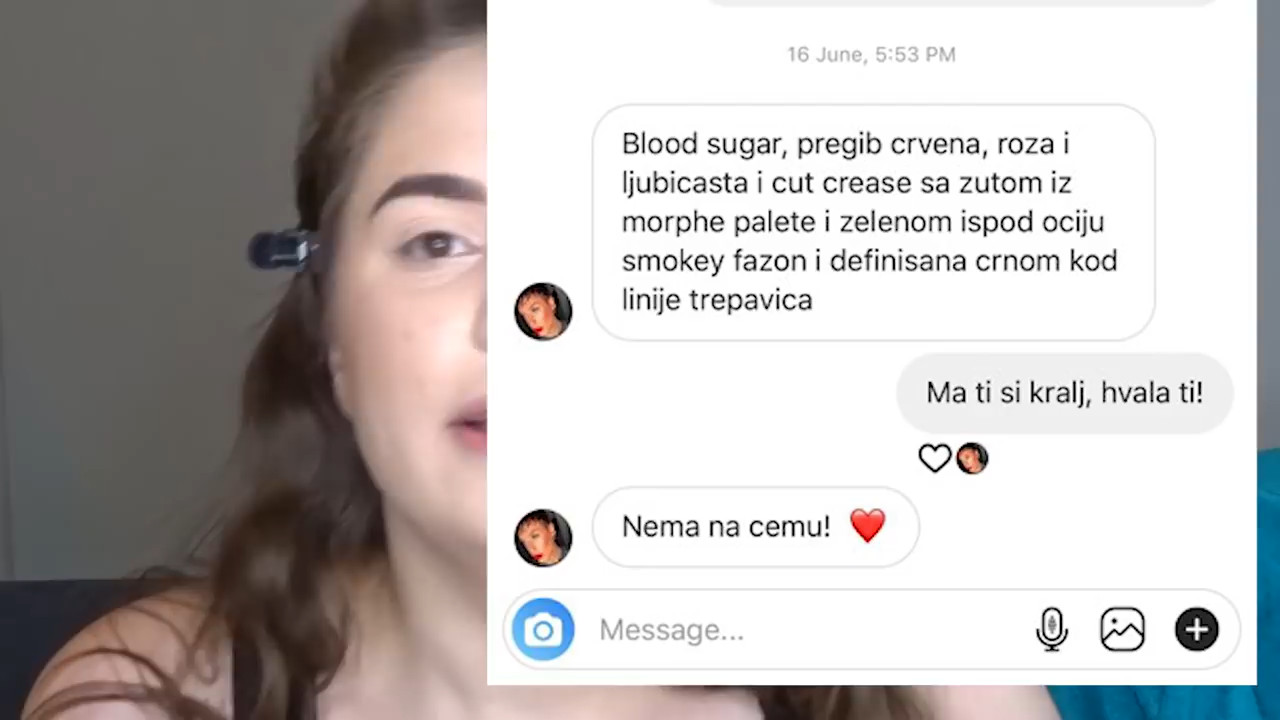 16 June, 5:53 PM
Blood sugar, pregib crvena, roza i
ljubicasta i cut crease sa zutom iz
morphe palete i zelenom ispod ociju
smokey fazon i definisana crnom kod
linije trepavica
Ma ti si kralj, hvala ti!
Nema na cemu! ❤️
Message...